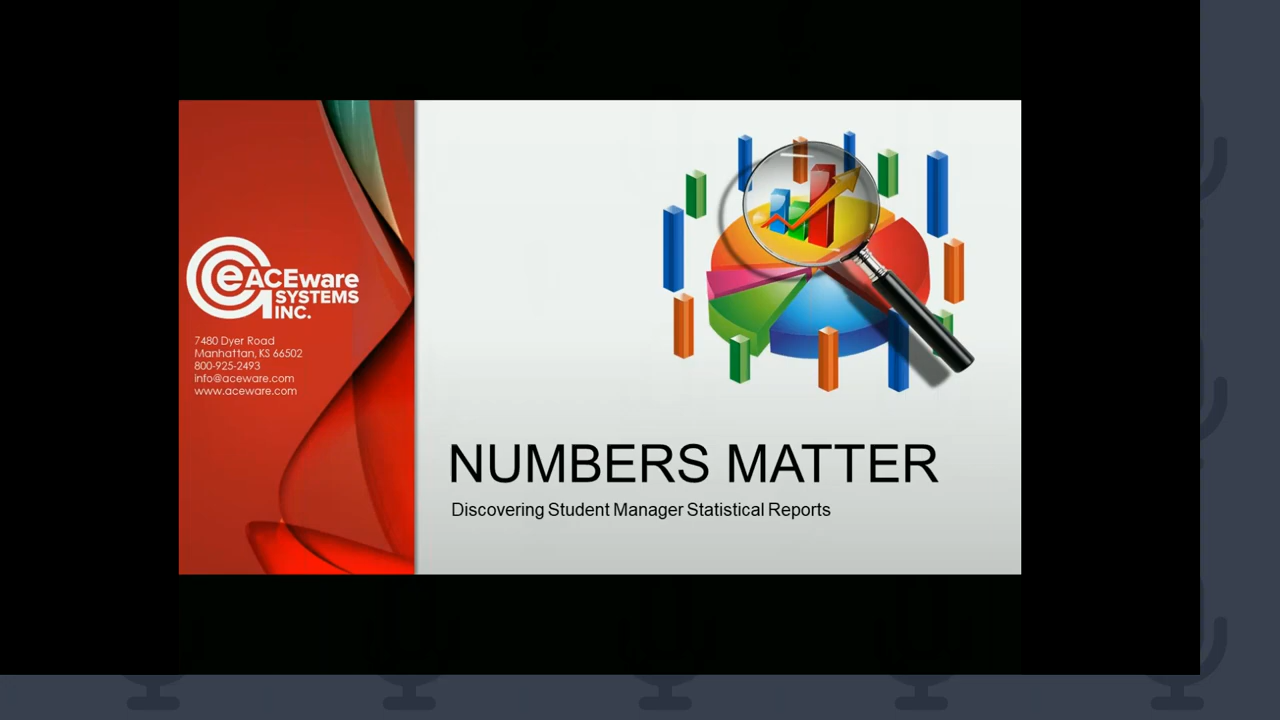 ACEware
SYSTEMS
INC.
7480 Dyer Road
Manhattan, KS 66502
800-925-2493
info@aceware.com
www.aceware.com
NUMBERS MATTER
Discovering Student Manager Statistical Reports